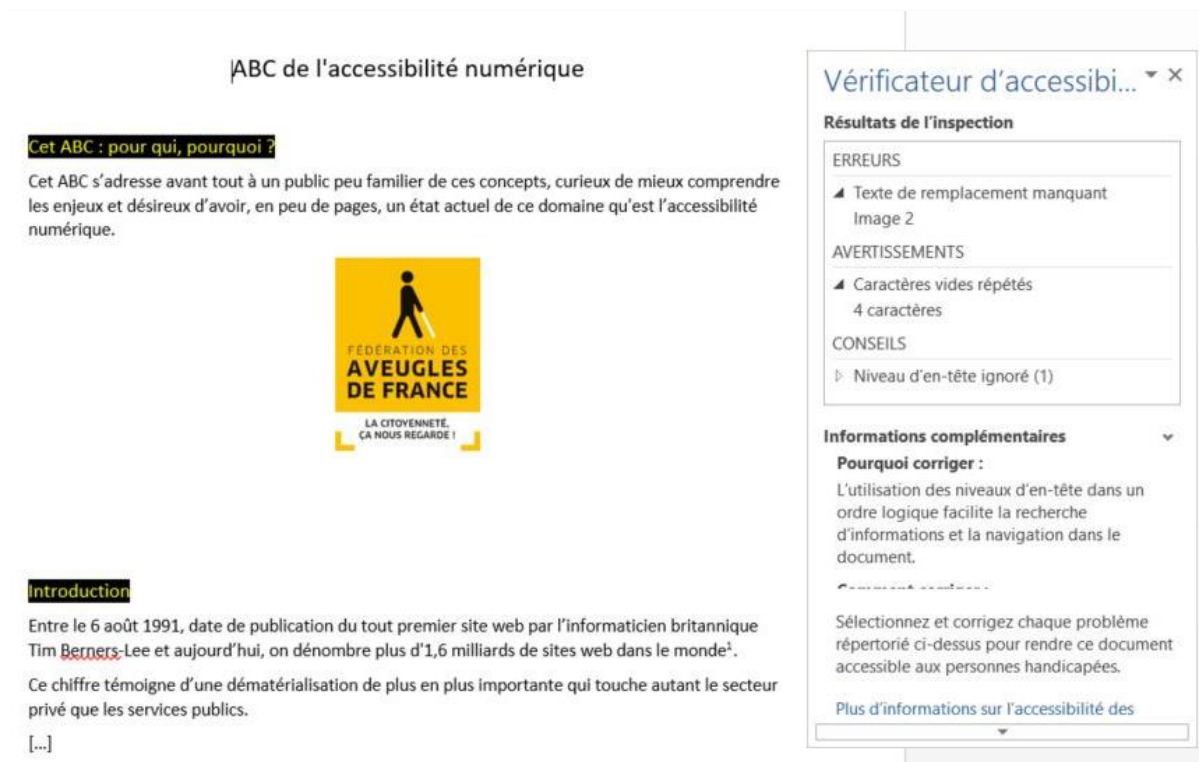 ABC de l'accessibilité numérique
Cet ABC : pour qui, pourquoi ?
Cet ABC s’adresse avant tout à un public peu familier de ces concepts, curieux de mieux comprendre
les enjeux et désireux d’avoir, en peu de pages, un état actuel de ce domaine qu’est l’accessibilité
numérique.
FÉDÉRATION DES
AVEUGLES
DE FRANCE
LA CITOYENNETÉ,
ÇA NOUS REGARDE !
Introduction
Entre le 6 août 1991, date de publication du tout premier site web par l’informaticien britannique
Tim Berners-Lee et aujourd’hui, on dénombre plus d'1,6 milliards de sites web dans le monde¹.
Ce chiffre témoigne d’une dématérialisation de plus en plus importante qui touche autant le secteur
privé que les services publics.
[...]
Vérificateur d’accessibi...
Résultats de l’inspection
ERREURS
Texte de remplacement manquant
Image 2
AVERTISSEMENTS
Caractères vides répétés
4 caractères
CONSEILS
Niveau d’en-tête ignoré (1)
Informations complémentaires
Pourquoi corriger :
L’utilisation des niveaux d’en-tête dans un
ordre logique facilite la recherche
d’informations et la navigation dans le
document.
Sélectionnez et corrigez chaque problème
répertorié ci-dessus pour rendre ce document
accessible aux personnes handicapées.
Plus d’informations sur l’accessibilité des